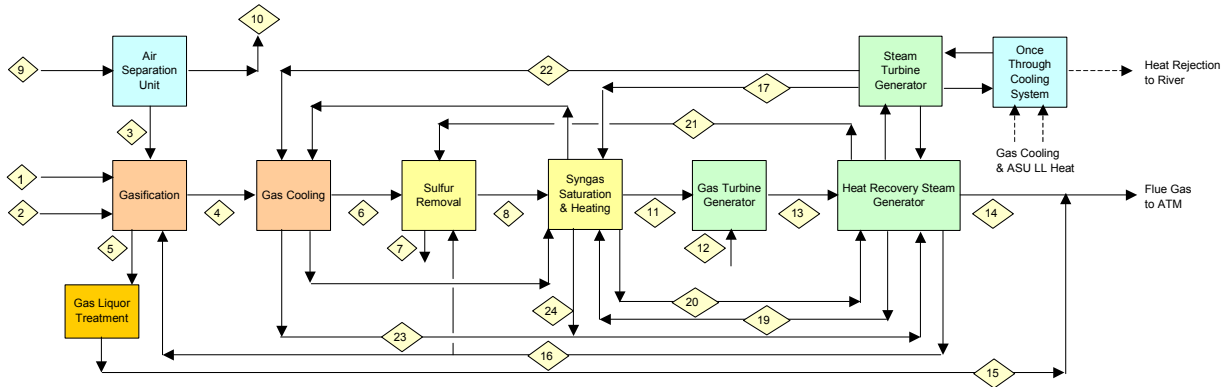 10
Air
Separation
Unit
9
22
Steam
Turbine
Generator
Once
Through
Cooling
System
Heat Rejection
to River
17
3
21
Gas Cooling
& ASU LL Heat
1
2
Gasification
4
Gas Cooling
6
Sulfur
Removal
8
Syngas
Saturation
& Heating
11
Gas Turbine
Generator
13
Heat Recovery Steam
Generator
14
Flue Gas
to ATM
5
7
12
Gas Liquor
Treatment
20
24
19
23
16
15